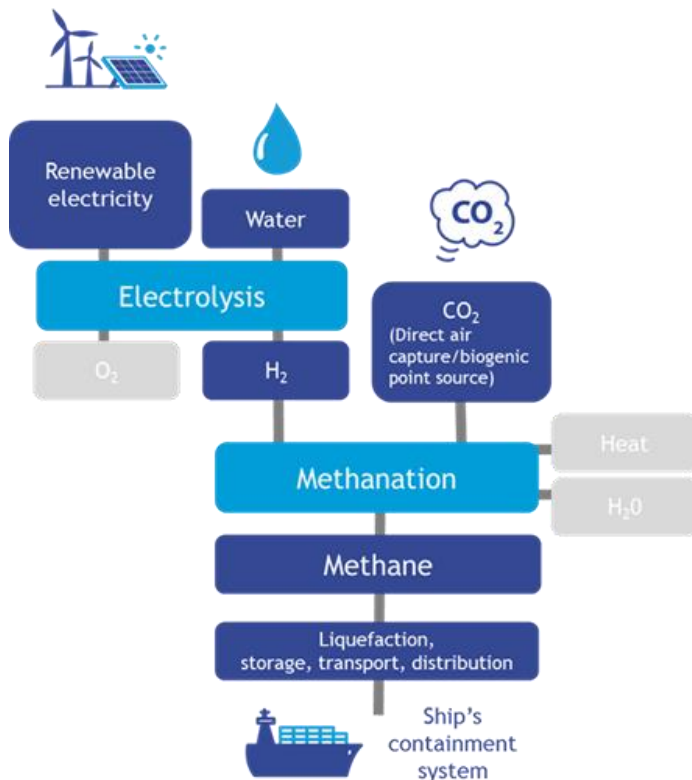 Renewable
electricity
Water
CO₂
Electrolysis
CO₂
(Direct air
capture/biogenic
point source)
O₂
H₂
Methanation
Heat
H₂0
Methane
Liquefaction,
storage, transport, distribution
Ship's
containment
system